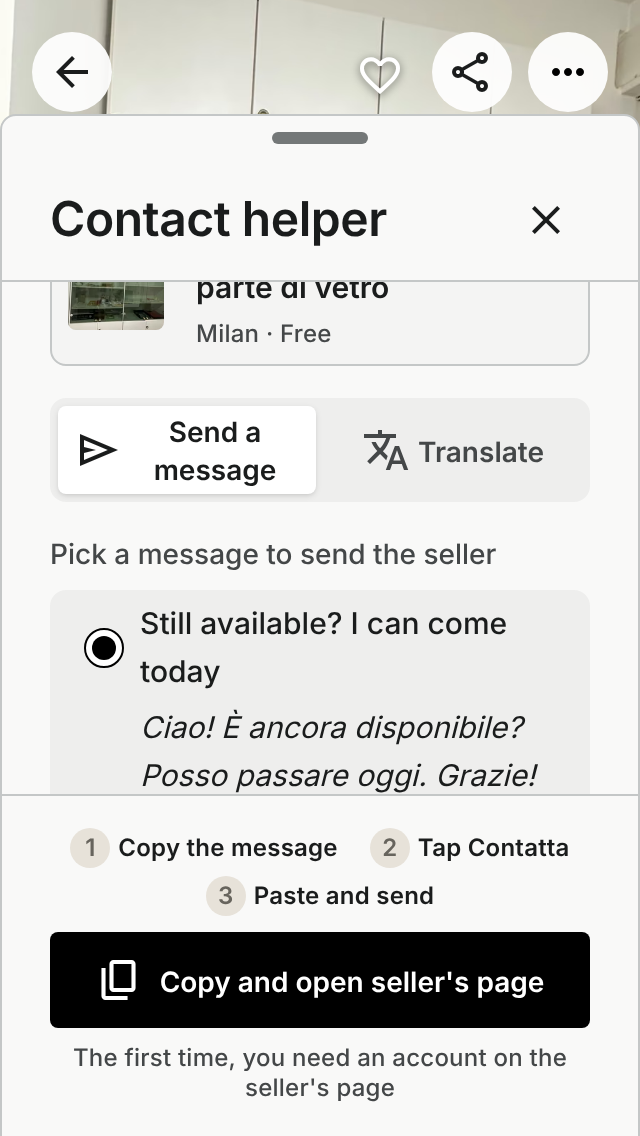 Contact helper
parte di vetro
Milan · Free
Send a
message
Translate
Pick a message to send the seller
Still available? I can come
today
Ciao! È ancora disponibile?
Posso passare oggi. Grazie!
1 Copy the message 2 Tap Contatta
3 Paste and send
Copy and open seller's page
The first time, you need an account on the
seller's page